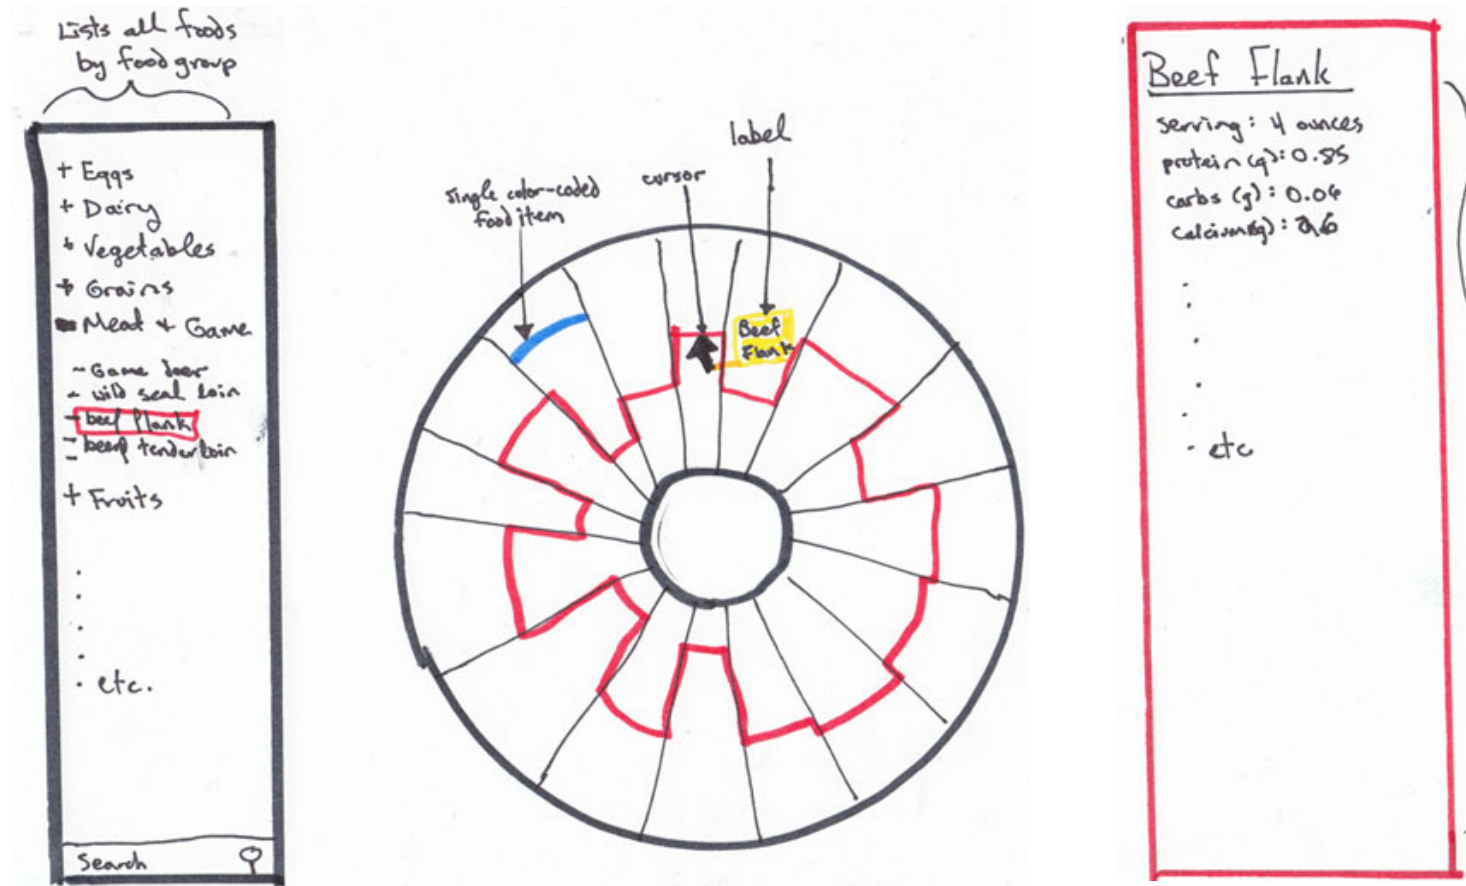 Lists all foods
by food group
+ Eggs
+ Dairy
+ Vegetables
+ Grains
- Meat + Game
- Game deer
- wild seal loin
- beef flank
- beef tenderloin
-
+ Fruits
. etc.
Search
single color-coded
food item
cursor
label
Beef
Flank
Beef Flank
serving: 4 ounces
protein (g): 0.85
carbs (g): 0.04
calcium (g):
. etc